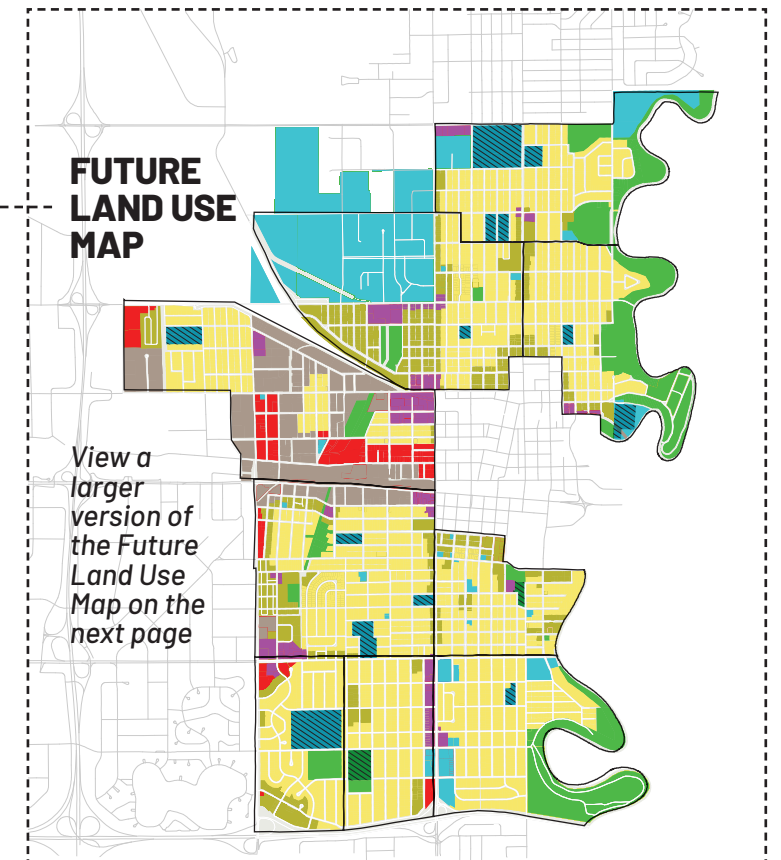 FUTURE
LAND USE
MAP
View a
larger
version of
the Future
Land Use
Map on the
next page